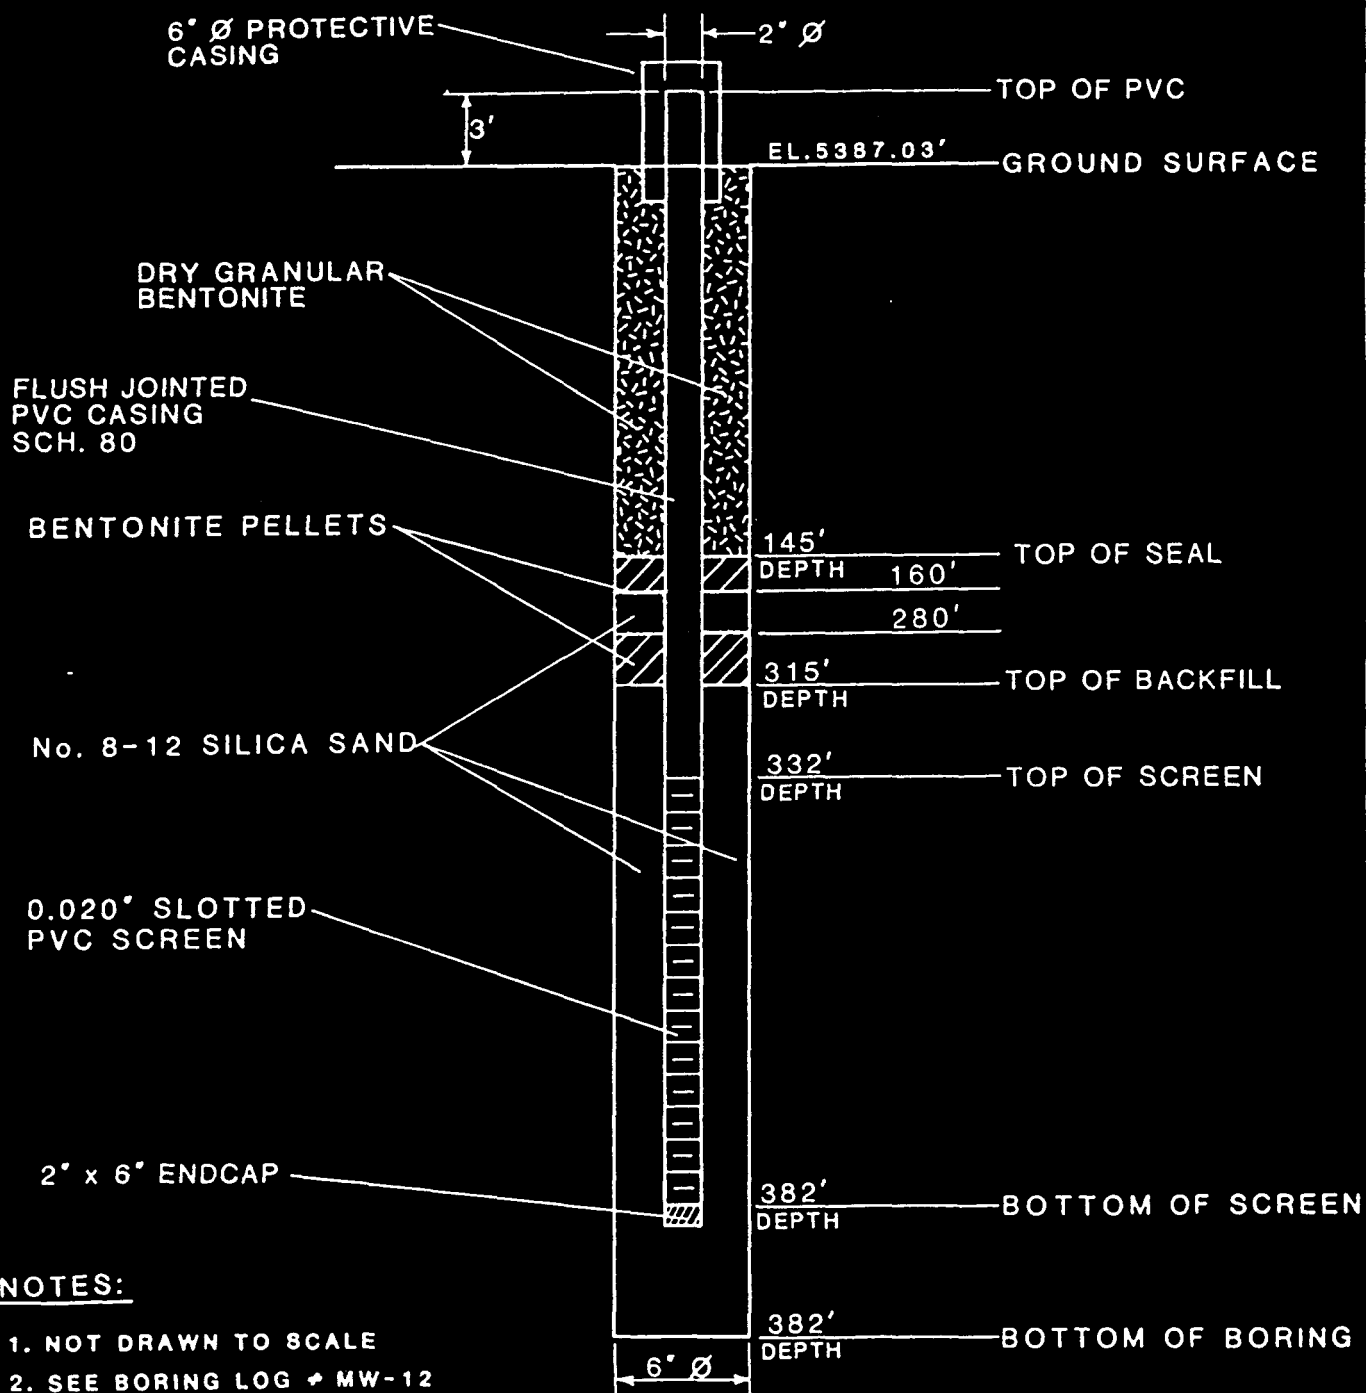 6" Ø PROTECTIVE
CASING
2" Ø
TOP OF PVC
3'
EL.5387.03'
GROUND SURFACE
DRY GRANULAR
BENTONITE
FLUSH JOINTED
PVC CASING
SCH. 80
BENTONITE PELLETS
145'
DEPTH
TOP OF SEAL
160'
280'
315'
DEPTH
TOP OF BACKFILL
No. 8-12 SILICA SAND
332'
DEPTH
TOP OF SCREEN
0.020" SLOTTED
PVC SCREEN
2" x 6" ENDCAP
382'
DEPTH
BOTTOM OF SCREEN
NOTES:
1. NOT DRAWN TO SCALE
2. SEE BORING LOG # MW-12
382'
DEPTH
BOTTOM OF BORING
6" Ø